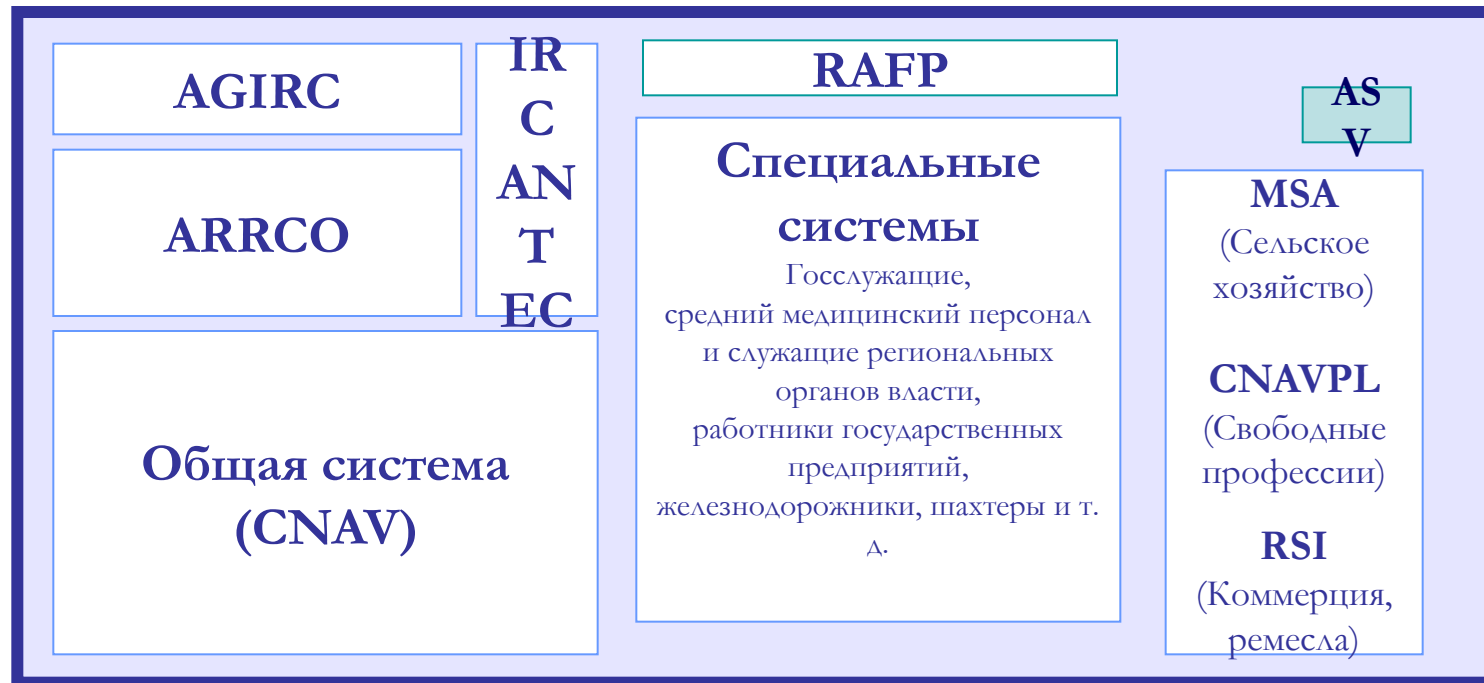 AGIRC
ARRCO
IR
C
AN
T
EC
Общая система
(CNAV)
RAFP
Специальные
системы
Госслужащие,
средний медицинский персонал
и служащие региональных
органов власти,
работники государственных
предприятий,
железнодорожники, шахтеры и т.
д.
AS
V
MSA
(Сельское
хозяйство)
CNAVPL
(Свободные
профессии)
RSI
(Коммерция,
ремесла)